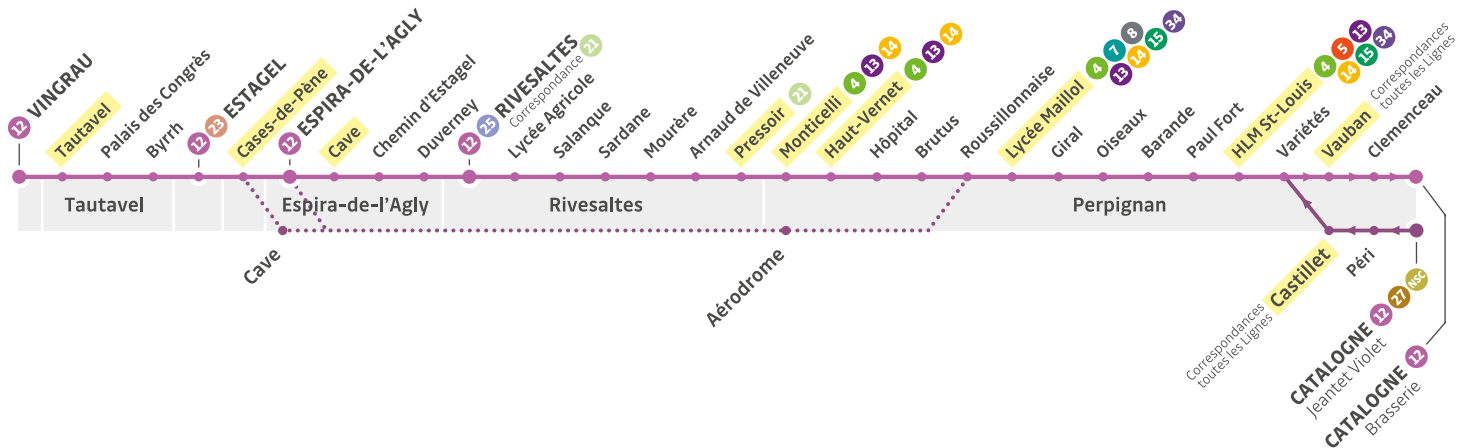 12 VINGRAU
Tautavel
Palais des Congrès
Byrrh
12 23 ESTAGEL
Cases-de-Pène
12 ESPIRA-DE-L'AGLY
Cave
Chemin d'Estagel
Duverney
12 25 RIVESALTES 21
Correspondance
Lycée Agricole
Salanque
Sardane
Mourère
Arnaud de Villeneuve
Pressoir 21
Monticelli 4 13 14
Haut-Vernet 4 13 14
Hôpital
Brutus
Roussillonnaise
Lycée Maillol 4 7 8 34
13 14 15
Giral
Oiseaux
Barande
Paul Fort
HLM St-Louis 4 5 13
14 15 34
Variétés
Vauban Correspondances
toutes les Lignes
Clemenceau
Tautavel
Espira-de-l'Agly
Rivesaltes
Perpignan
Cave
Aérodrome
Correspondances
toutes les Lignes
Castillet
Péri
CATALOGNE 12 27 NSC
Jeantet Violet
CATALOGNE 12
Brasserie